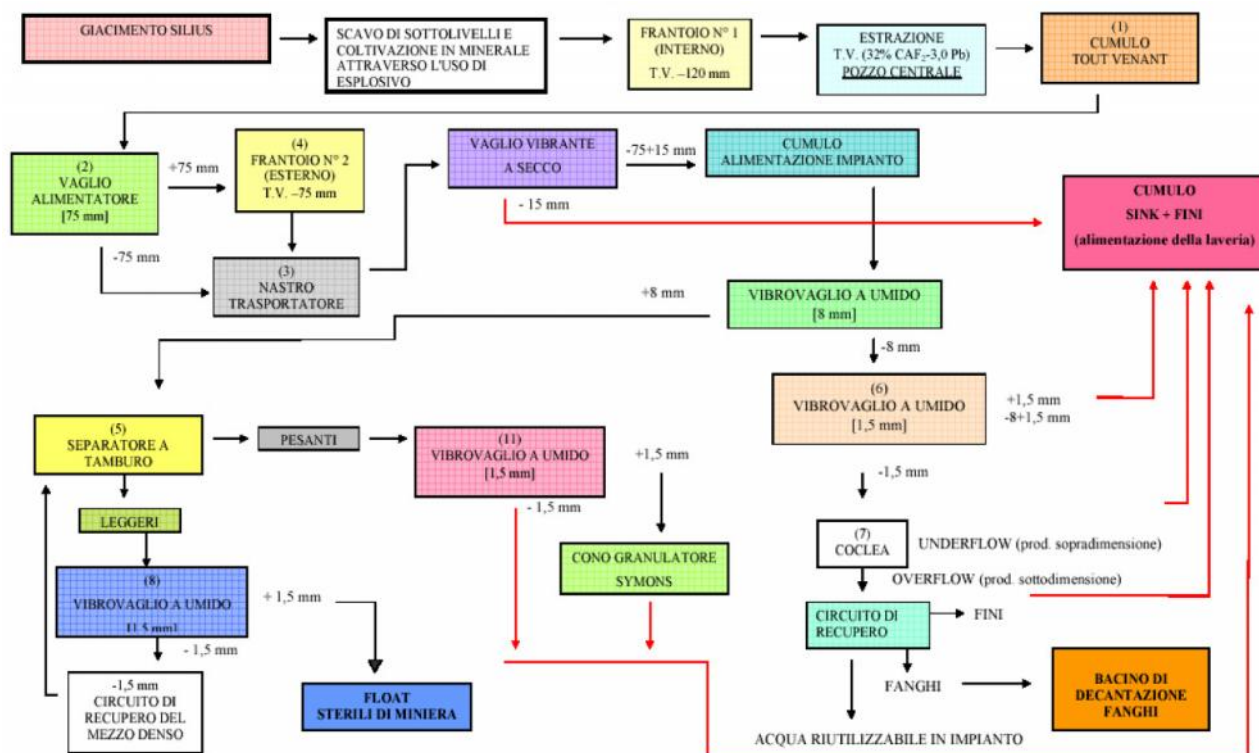 GIACIMENTO SILIUS
SCAVO DI SOTTOLIVELLI E
COLTIVAZIONE IN MINERALE
ATTRAVERSO L'USO DI
ESPLOSIVO
FRANTOIO N° 1
(INTERNO)
T.V. –120 mm
ESTRAZIONE
T.V. (32% CAF₂-3,0 Pb)
POZZO CENTRALE
(1)
CUMULO
TOUT VENANT
(2)
VAGLIO
ALIMENTATORE
[75 mm]
+75 mm
(4)
FRANTOIO N° 2
(ESTERNO)
T.V. –75 mm
-75 mm
(3)
NASTRO
TRASPORTATORE
VAGLIO VIBRANTE
A SECCO
-75+15 mm
- 15 mm
CUMULO
ALIMENTAZIONE IMPIANTO
CUMULO
SINK + FINI
(alimentazione della laveria)
+8 mm
VIBROVAGLIO A UMIDO
[8 mm]
-8 mm
(6)
VIBROVAGLIO A UMIDO
[1,5 mm]
+1,5 mm
-8+1,5 mm
-1,5 mm
(5)
SEPARATORE A
TAMBURO
PESANTI
(11)
VIBROVAGLIO A UMIDO
[1,5 mm]
+1,5 mm
- 1,5 mm
LEGGERI
CONO GRANULATORE
SYMONS
(7)
COCLEA
UNDERFLOW (prod. sopradimensione)
OVERFLOW (prod. sottodimensione)
(8)
VIBROVAGLIO A UMIDO
[1,5 mm]
+ 1,5 mm
- 1,5 mm
CIRCUITO DI
RECUPERO
FINI
-1,5 mm
CIRCUITO DI
RECUPERO DEL
MEZZO DENSO
FLOAT
STERILI DI MINIERA
FANGHI
BACINO DI
DECANTAZIONE
FANGHI
ACQUA RIUTILIZZABILE IN IMPIANTO